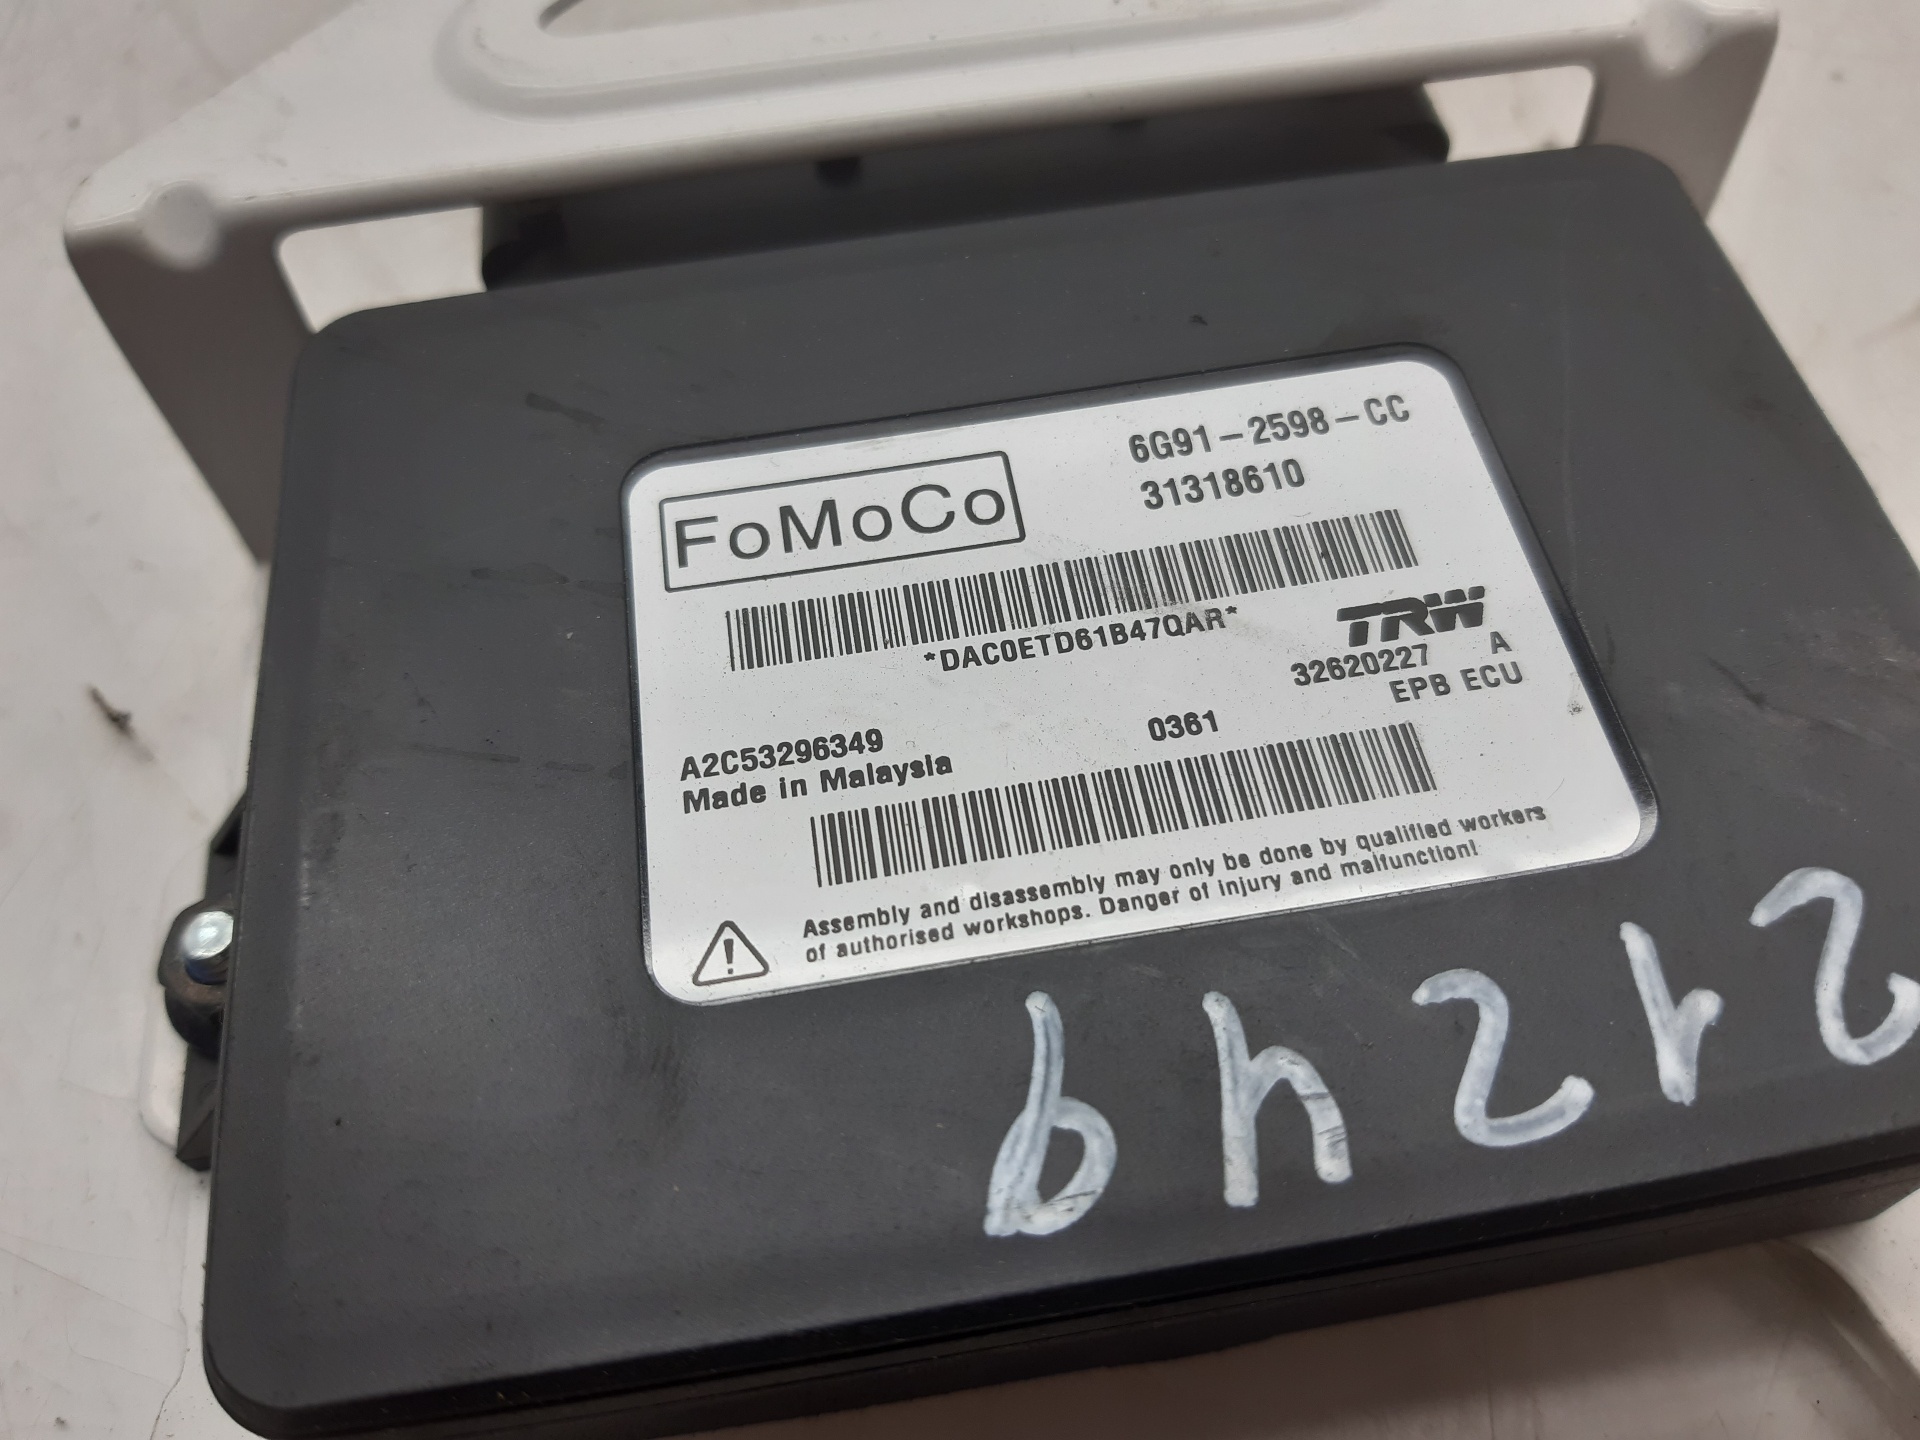 FoMoCo
6G91-2598-CC
31318610
*DAC0ETD61B47QAR*
TRW
32620227 A
EPB ECU
A2C53296349
0361
Made in Malaysia
Assembly and disassembly may only be done by qualified workers
of authorised workshops. Danger of injury and malfunction!
21249